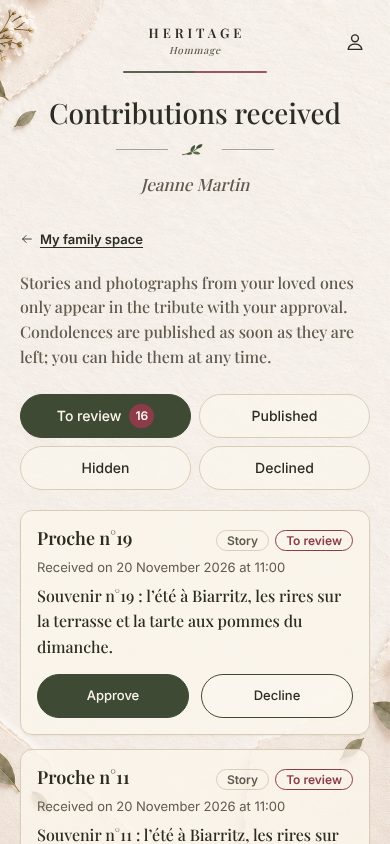 HERITAGE
Hommage
Contributions received
Jeanne Martin
← My family space
Stories and photographs from your loved ones
only appear in the tribute with your approval.
Condolences are published as soon as they are
left; you can hide them at any time.
To review 16
Published
Hidden
Declined
Proche n°19
Story
To review
Received on 20 November 2026 at 11:00
Souvenir n°19 : l’été à Biarritz, les rires sur
la terrasse et la tarte aux pommes du
dimanche.
Approve
Decline
Proche n°11
Story
To review
Received on 20 November 2026 at 11:00
Souvenir n°11 : l’été à Biarritz, les rires sur